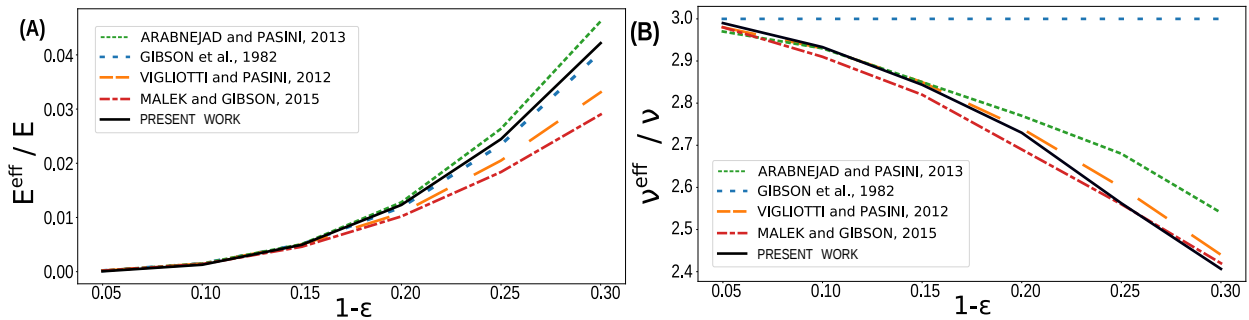 (A)
E^eff / E
0.04
0.03
0.02
0.01
0.00
ARABNEJAD and PASINI, 2013
GIBSON et al., 1982
VIGLIOTTI and PASINI, 2012
MALEK and GIBSON, 2015
PRESENT WORK
0.05 0.10 0.15 0.20 0.25 0.30
1-ε
(B)
ν^eff / ν
3.0
2.9
2.8
2.7
2.6
2.5
2.4
ARABNEJAD and PASINI, 2013
GIBSON et al., 1982
VIGLIOTTI and PASINI, 2012
MALEK and GIBSON, 2015
PRESENT WORK
0.05 0.10 0.15 0.20 0.25 0.30
1-ε